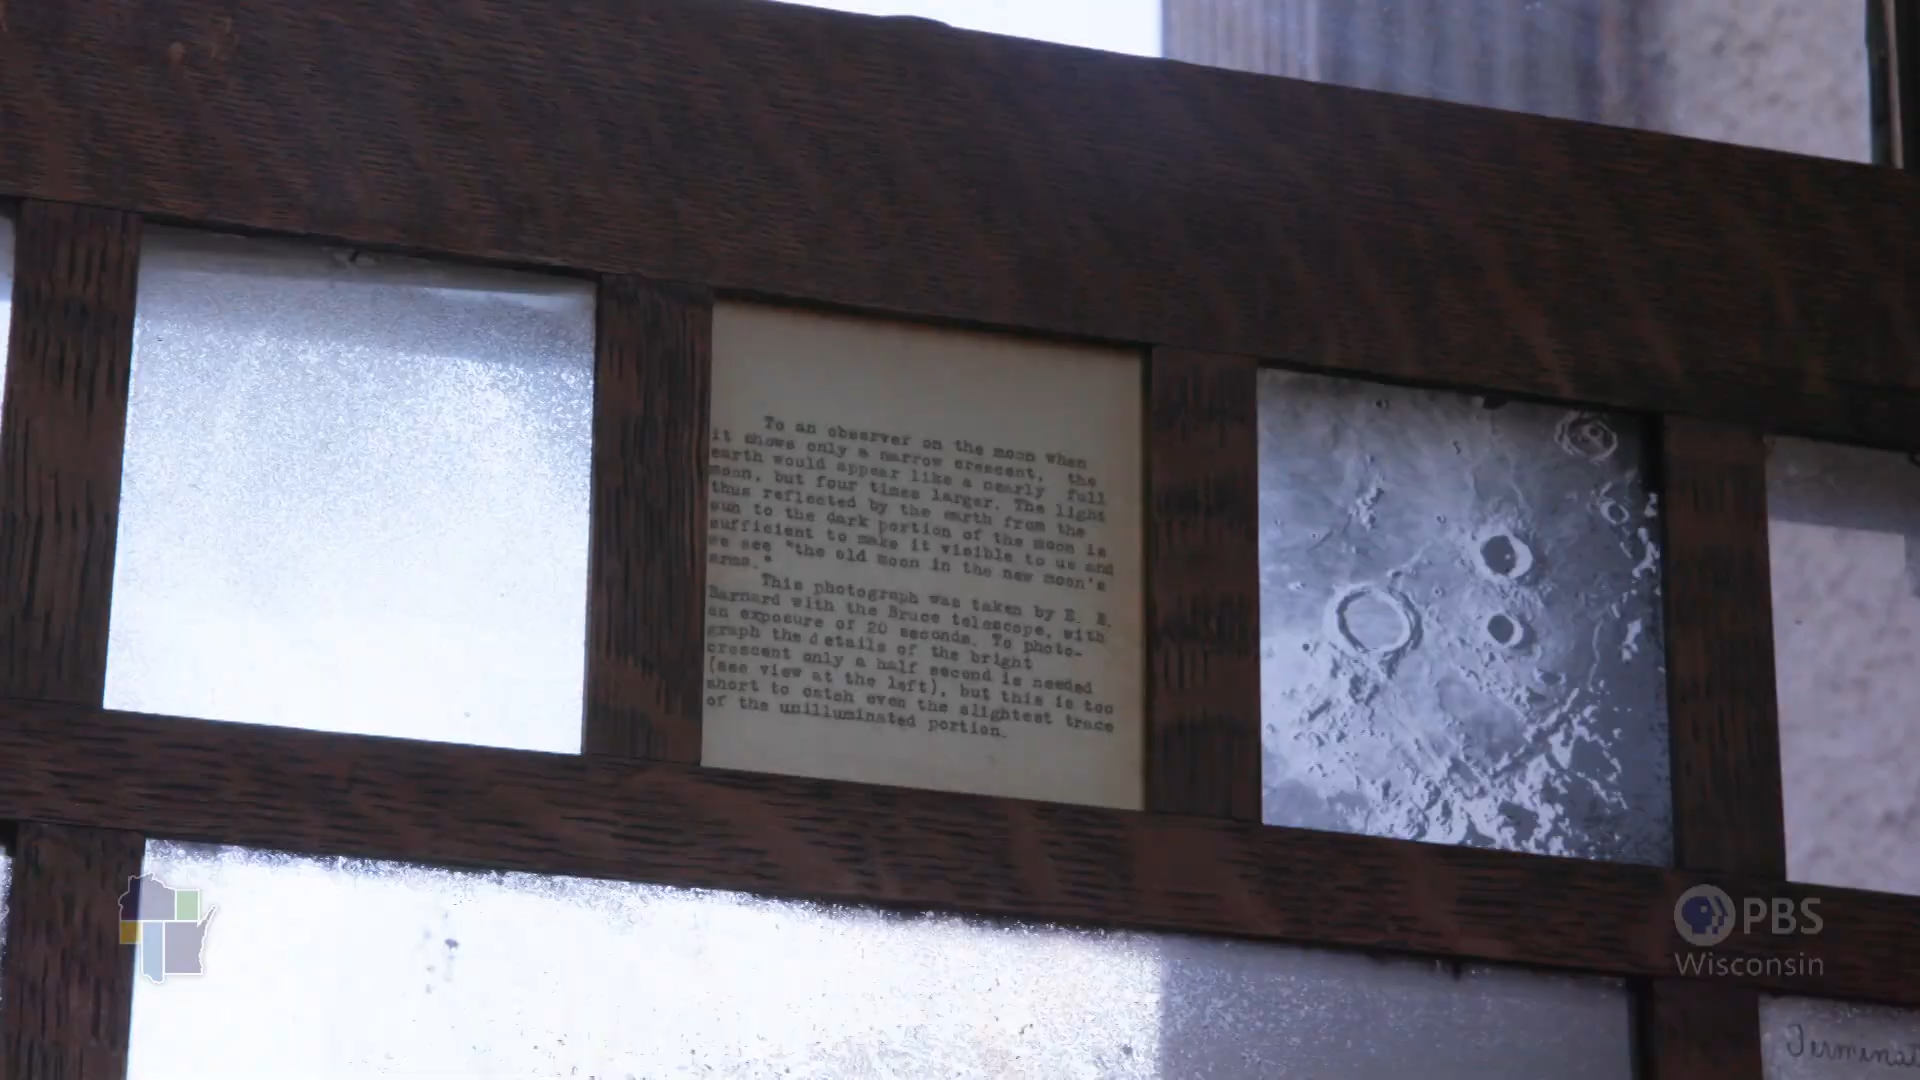 To an observer on the moon when
it shows only a narrow crescent, the
earth would appear like a nearly full
moon, but four times larger. The light
thus reflected by the earth from the
sun to the dark portion of the moon is
sufficient to make it visible to us and
we see "the old moon in the new moon's
arms."
This photograph was taken by E. E.
Barnard with the Bruce telescope, with
an exposure of 20 seconds. To photo-
graph the details of the bright
crescent only a half second is needed
(see view at the left), but this is too
short to catch even the slightest trace
of the unilluminated portion.
PBS
Wisconsin